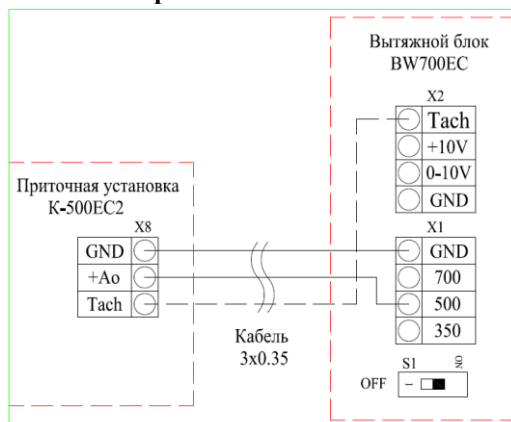 Вытяжной блок
BW700EC
X2
Tach
+10V
0-10V
GND
Приточная установка
К-500ЕС2
X8
GND
+Ao
Tach
X1
GND
700
500
350
Кабель
3x0.35
S1
ON
OFF